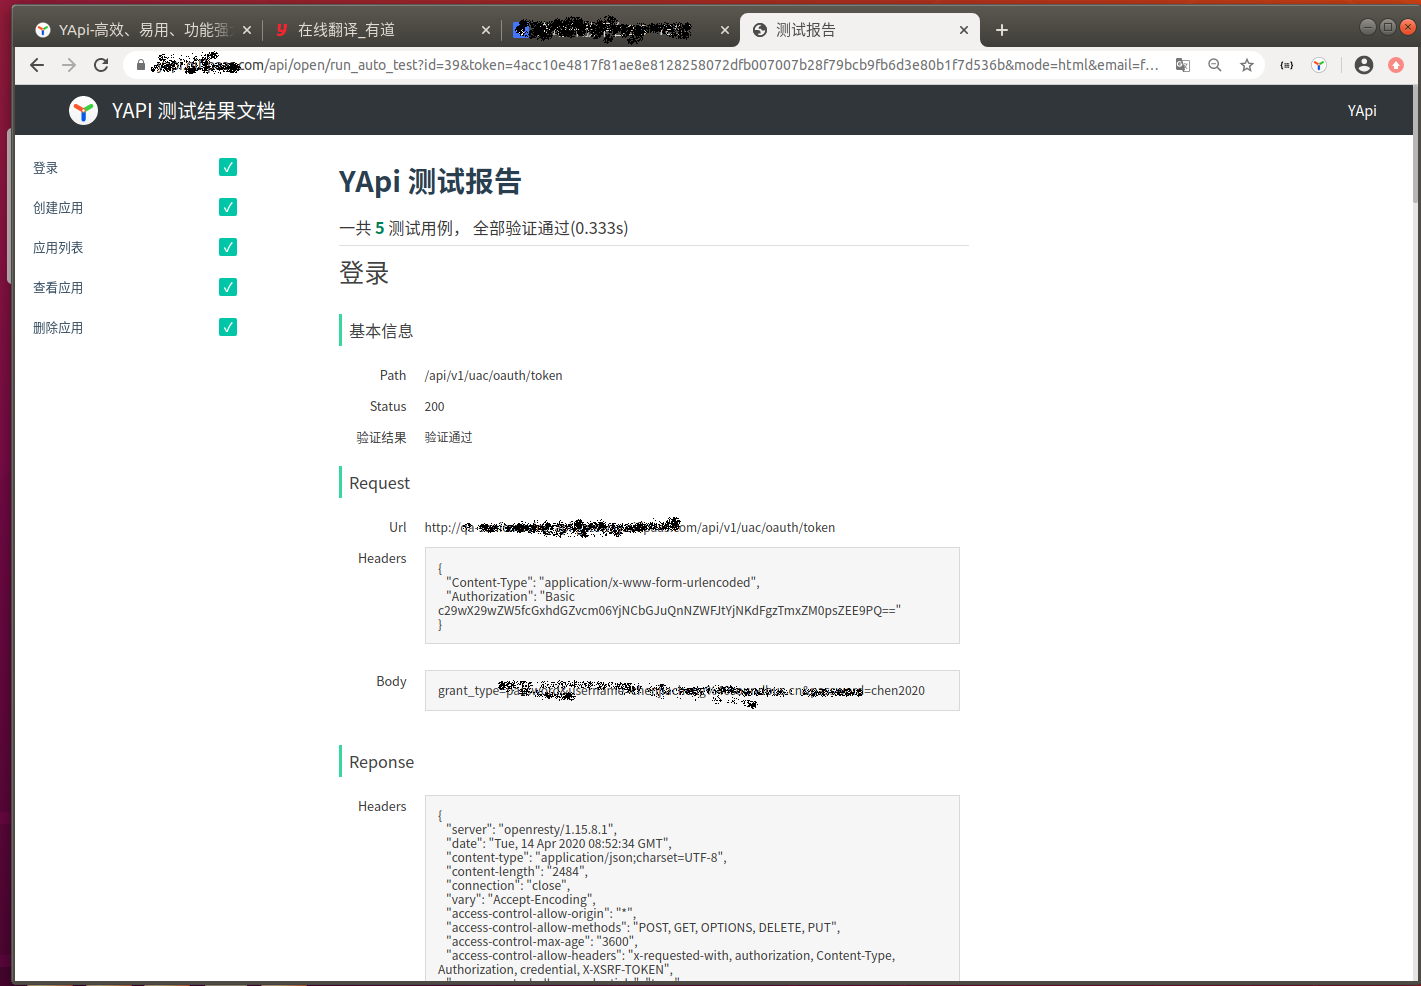 YApi-高效、易用、功能强
在线翻译_有道
测试报告
com/api/open/run_auto_test?id=39&token=4acc10e4817f81ae8e8128258072dfb007007b28f79bcb9fb6d3e80b1f7d536b&mode=html&email=f...
YAPI 测试结果文档
YApi
登录
创建应用
应用列表
查看应用
删除应用
YApi 测试报告
一共 5 测试用例， 全部验证通过(0.333s)
登录
基本信息
Path /api/v1/uac/oauth/token
Status 200
验证结果 验证通过
Request
Url http://qa- com/api/v1/uac/oauth/token
Headers
{
"Content-Type": "application/x-www-form-urlencoded",
"Authorization": "Basic
c29wX29wZW5fcGxhdGZvcm06YjNCbGJuQnNZWFJtYjNKdFgzTmxZM0psZEE9PQ=="
}
Body
grant_type= =chen2020
Reponse
Headers
{
"server": "openresty/1.15.8.1",
"date": "Tue, 14 Apr 2020 08:52:34 GMT",
"content-type": "application/json;charset=UTF-8",
"content-length": "2484",
"connection": "close",
"vary": "Accept-Encoding",
"access-control-allow-origin": "*",
"access-control-allow-methods": "POST, GET, OPTIONS, DELETE, PUT",
"access-control-max-age": "3600",
"access-control-allow-headers": "x-requested-with, authorization, Content-Type,
Authorization, credential, X-XSRF-TOKEN",